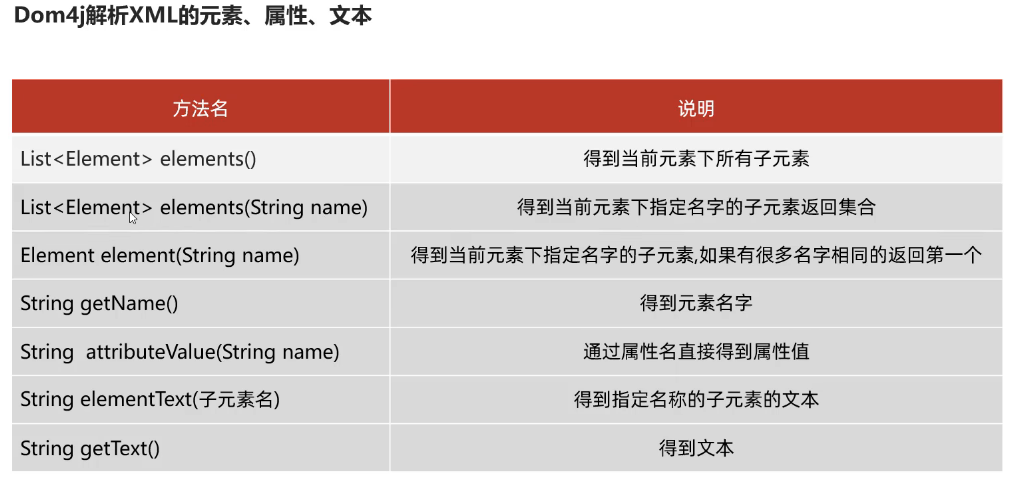 Dom4j解析XML的元素、属性、文本
方法名 说明
List<Element> elements() 得到当前元素下所有子元素
List<Element> elements(String name) 得到当前元素下指定名字的子元素返回集合
Element element(String name) 得到当前元素下指定名字的子元素,如果有很多名字相同的返回第一个
String getName() 得到元素名字
String attributeValue(String name) 通过属性名直接得到属性值
String elementText(子元素名) 得到指定名称的子元素的文本
String getText() 得到文本